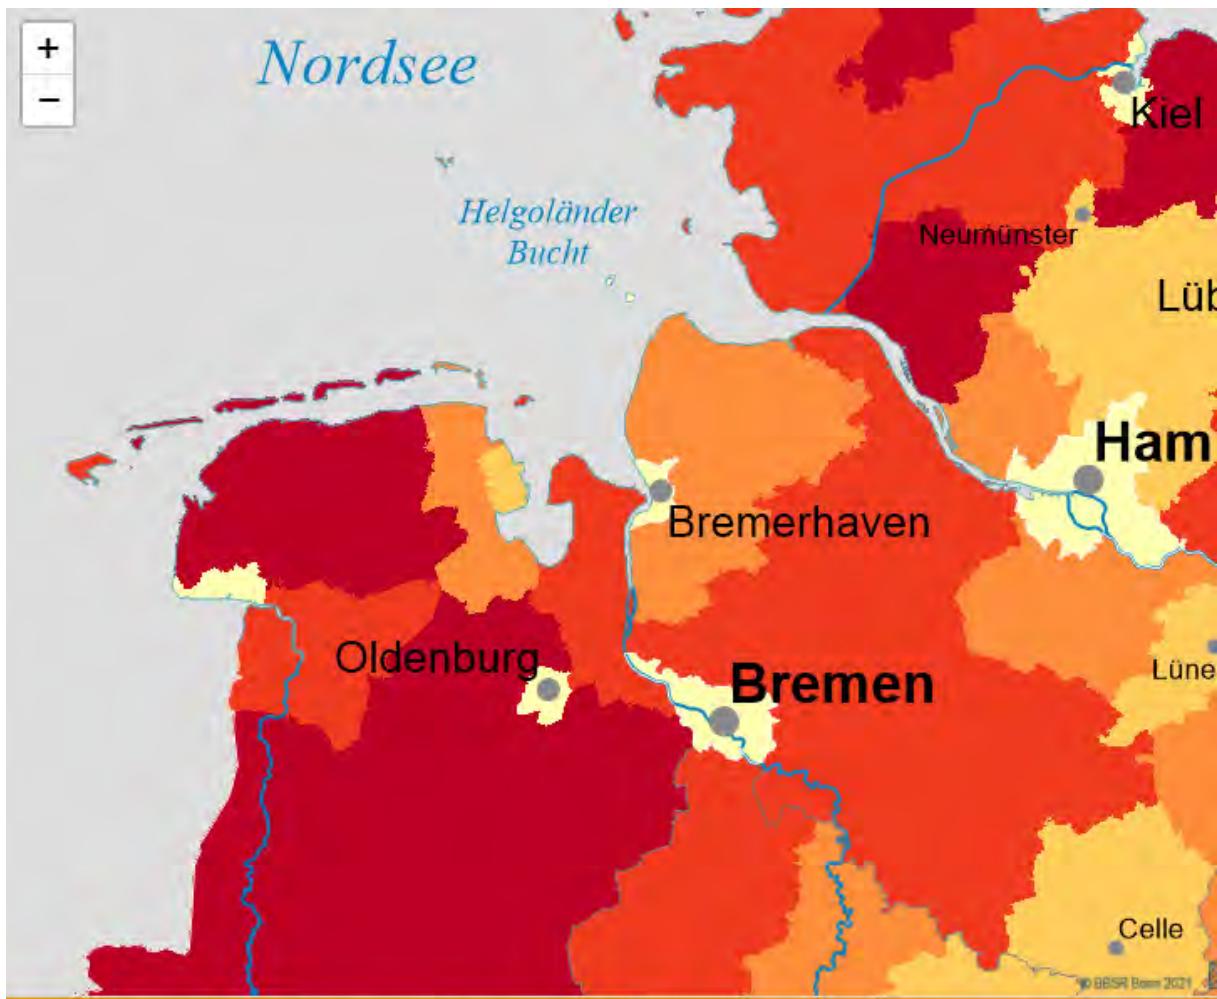 +
−
Nordsee
Kiel
Helgoländer
Bucht
Neumünster
Lüb
Ham
Bremerhaven
Oldenburg
Bremen
Lüne
Celle
© BBSR Bonn 2021